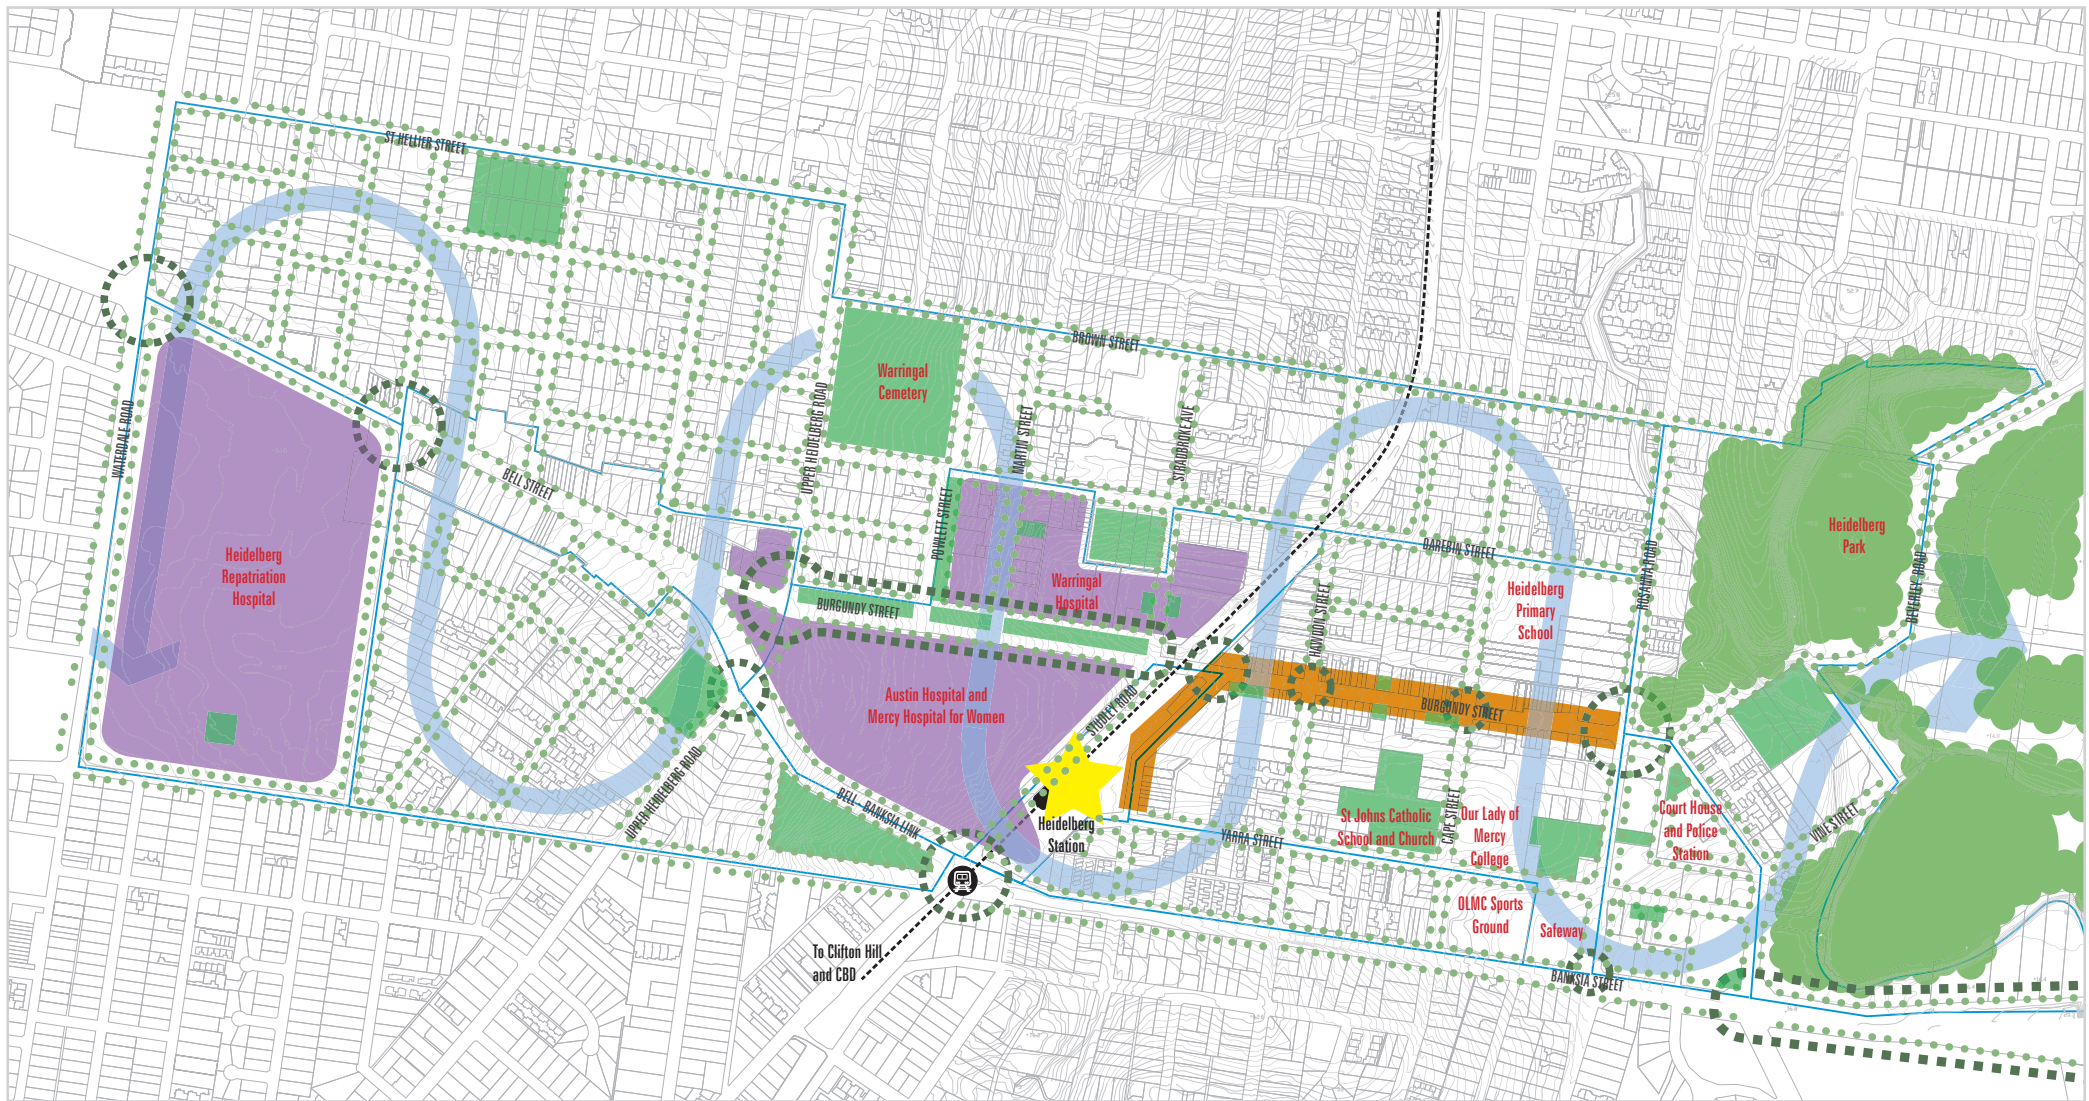 ST HELLIER STREET
BROWN STREET
Warringal
Cemetery
WATERDALE ROAD
UPPER HEIDELBERG ROAD
MARTIN STREET
STRADBROKE AVE
BELL STREET
POWLETT STREET
Heidelberg
Park
DAREBIN STREET
ROSANNA ROAD
BEVERLEY ROAD
Heidelberg
Repatriation
Hospital
Warringal
Hospital
BURGUNDY STREET
HAWDON STREET
Heidelberg
Primary
School
Austin Hospital and
Mercy Hospital for Women
STUDLEY ROAD
BURGUNDY STREET
UPPER HEIDELBERG ROAD
BELL - BANKSIA LINK
Heidelberg
Station
YARRA STREET
St Johns Catholic
School and Church
CAPE STREET
Our Lady of
Mercy
College
Court House
and Police
Station
VINE STREET
OLMC Sports
Ground
Safeway
To Clifton Hill
and CBD
BANKSIA STREET